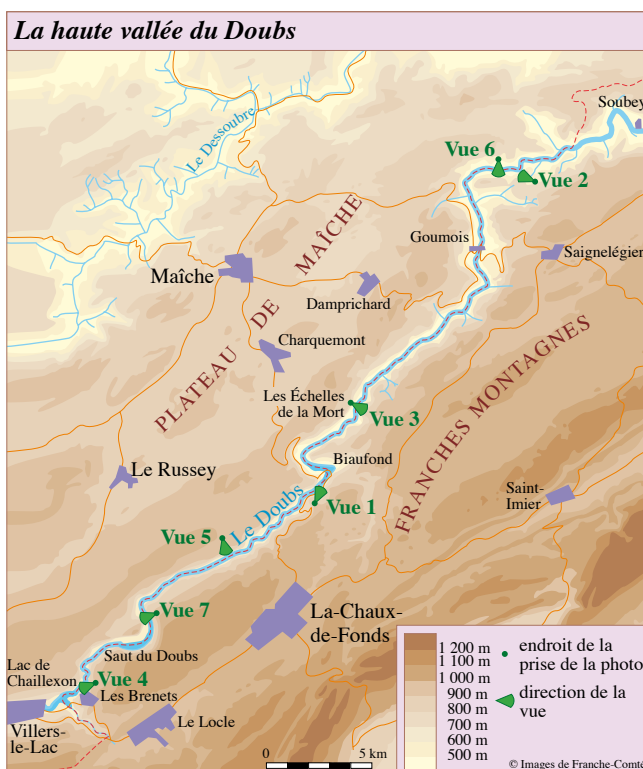 La haute vallée du Doubs
Soubey
Le Dessoubre
Vue 6
Vue 2
Goumois
Saignelégier
Maîche
PLATEAU DE MAÎCHE
Damprichard
Charquemont
FRANCHES MONTAGNES
Les Échelles
de la Mort
Vue 3
Biaufond
Le Russey
Saint-
Imier
Vue 1
Le Doubs
Vue 5
Vue 7
La-Chaux-
de-Fonds
Saut du Doubs
Lac de
Chaillexon
Vue 4
Les Brenets
Villers-
le-Lac
Le Locle
0
5 km
1 200 m
1 100 m
1 000 m
900 m
800 m
700 m
600 m
500 m
endroit de la
prise de la photo
direction de la
vue
© Images de Franche-Comté